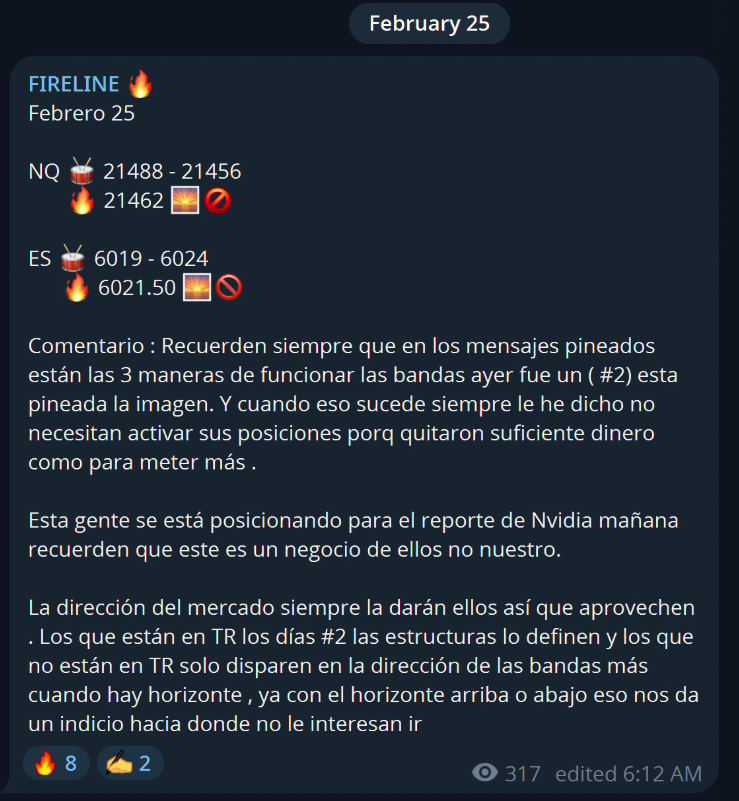 February 25
FIRELINE 🔥
Febrero 25
NQ 🥁 21488 - 21456
🔥 21462 🌅🚫
ES 🥁 6019 - 6024
🔥 6021.50 🌅🚫
Comentario : Recuerden siempre que en los mensajes pineados
están las 3 maneras de funcionar las bandas ayer fue un ( #2) esta
pineada la imagen. Y cuando eso sucede siempre le he dicho no
necesitan activar sus posiciones porq quitaron suficiente dinero
como para meter más .
Esta gente se está posicionando para el reporte de Nvidia mañana
recuerden que este es un negocio de ellos no nuestro.
La dirección del mercado siempre la darán ellos así que aprovechen
. Los que están en TR los días #2 las estructuras lo definen y los que
no están en TR solo disparen en la dirección de las bandas más
cuando hay horizonte , ya con el horizonte arriba o abajo eso nos da
un indicio hacia donde no le interesan ir
🔥 8 ✍️ 2
317 edited 6:12 AM